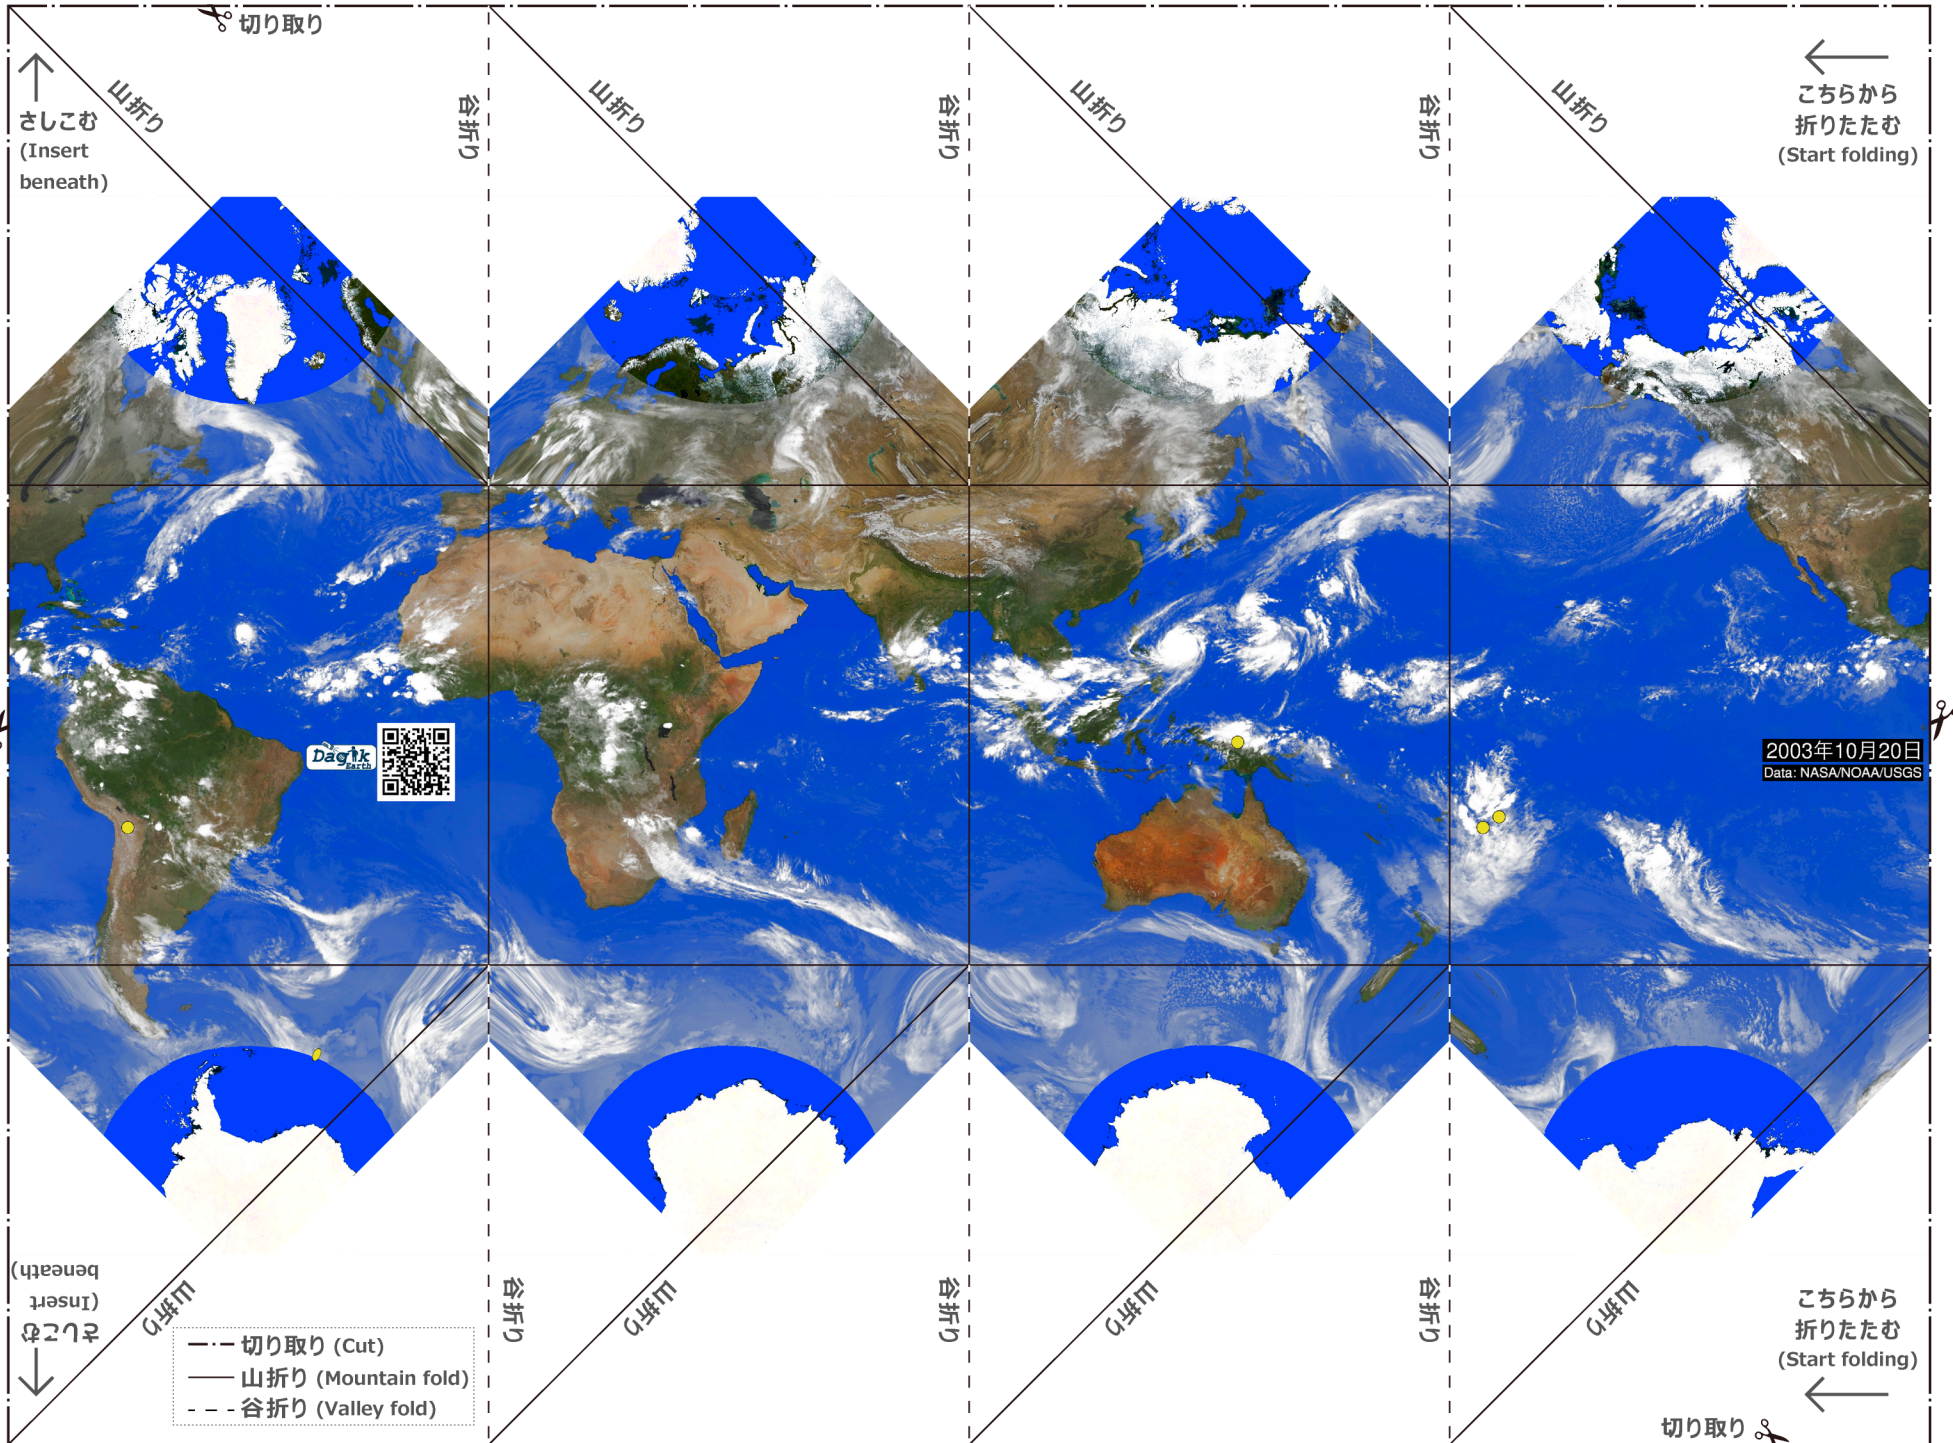 切り取り
さしこむ
(Insert
beneath)
山折り
谷折り
山折り
谷折り
山折り
谷折り
山折り
こちらから
折りたたむ
(Start folding)
Dagik
Earth
2003年10月20日
Data: NASA/NOAA/USGS
さしこむ
(Insert
beneath)
山折り
谷折り
山折り
谷折り
山折り
谷折り
山折り
こちらから
折りたたむ
(Start folding)
切り取り (Cut)
山折り (Mountain fold)
谷折り (Valley fold)
切り取り